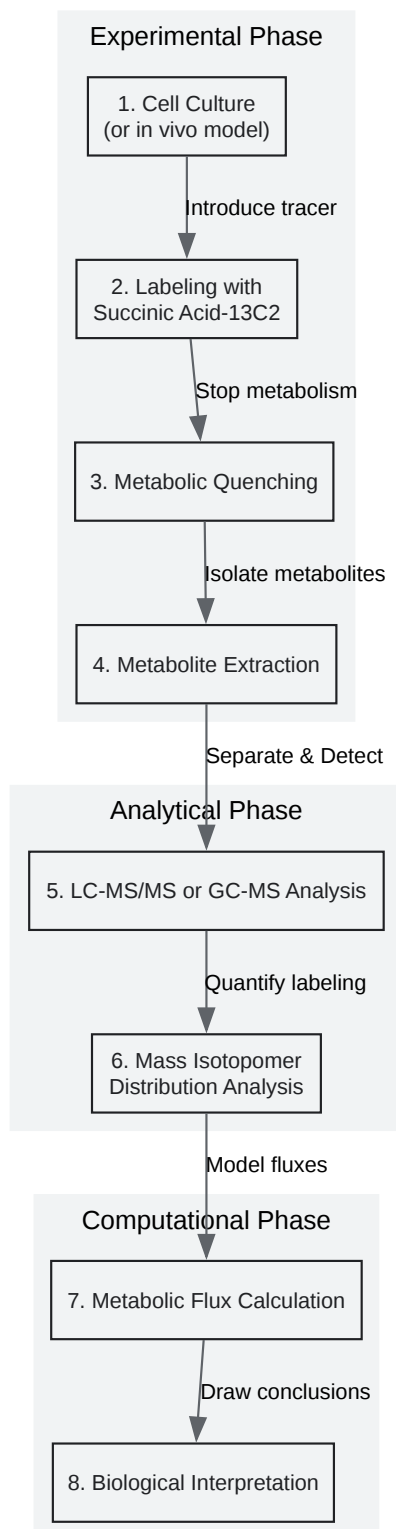 Experimental Phase
1. Cell Culture
(or in vivo model)
Introduce tracer
2. Labeling with
Succinic Acid-13C2
Stop metabolism
3. Metabolic Quenching
Isolate metabolites
4. Metabolite Extraction
Separate & Detect
Analytical Phase
5. LC-MS/MS or GC-MS Analysis
Quantify labeling
6. Mass Isotopomer
Distribution Analysis
Model fluxes
Computational Phase
7. Metabolic Flux Calculation
Draw conclusions
8. Biological Interpretation